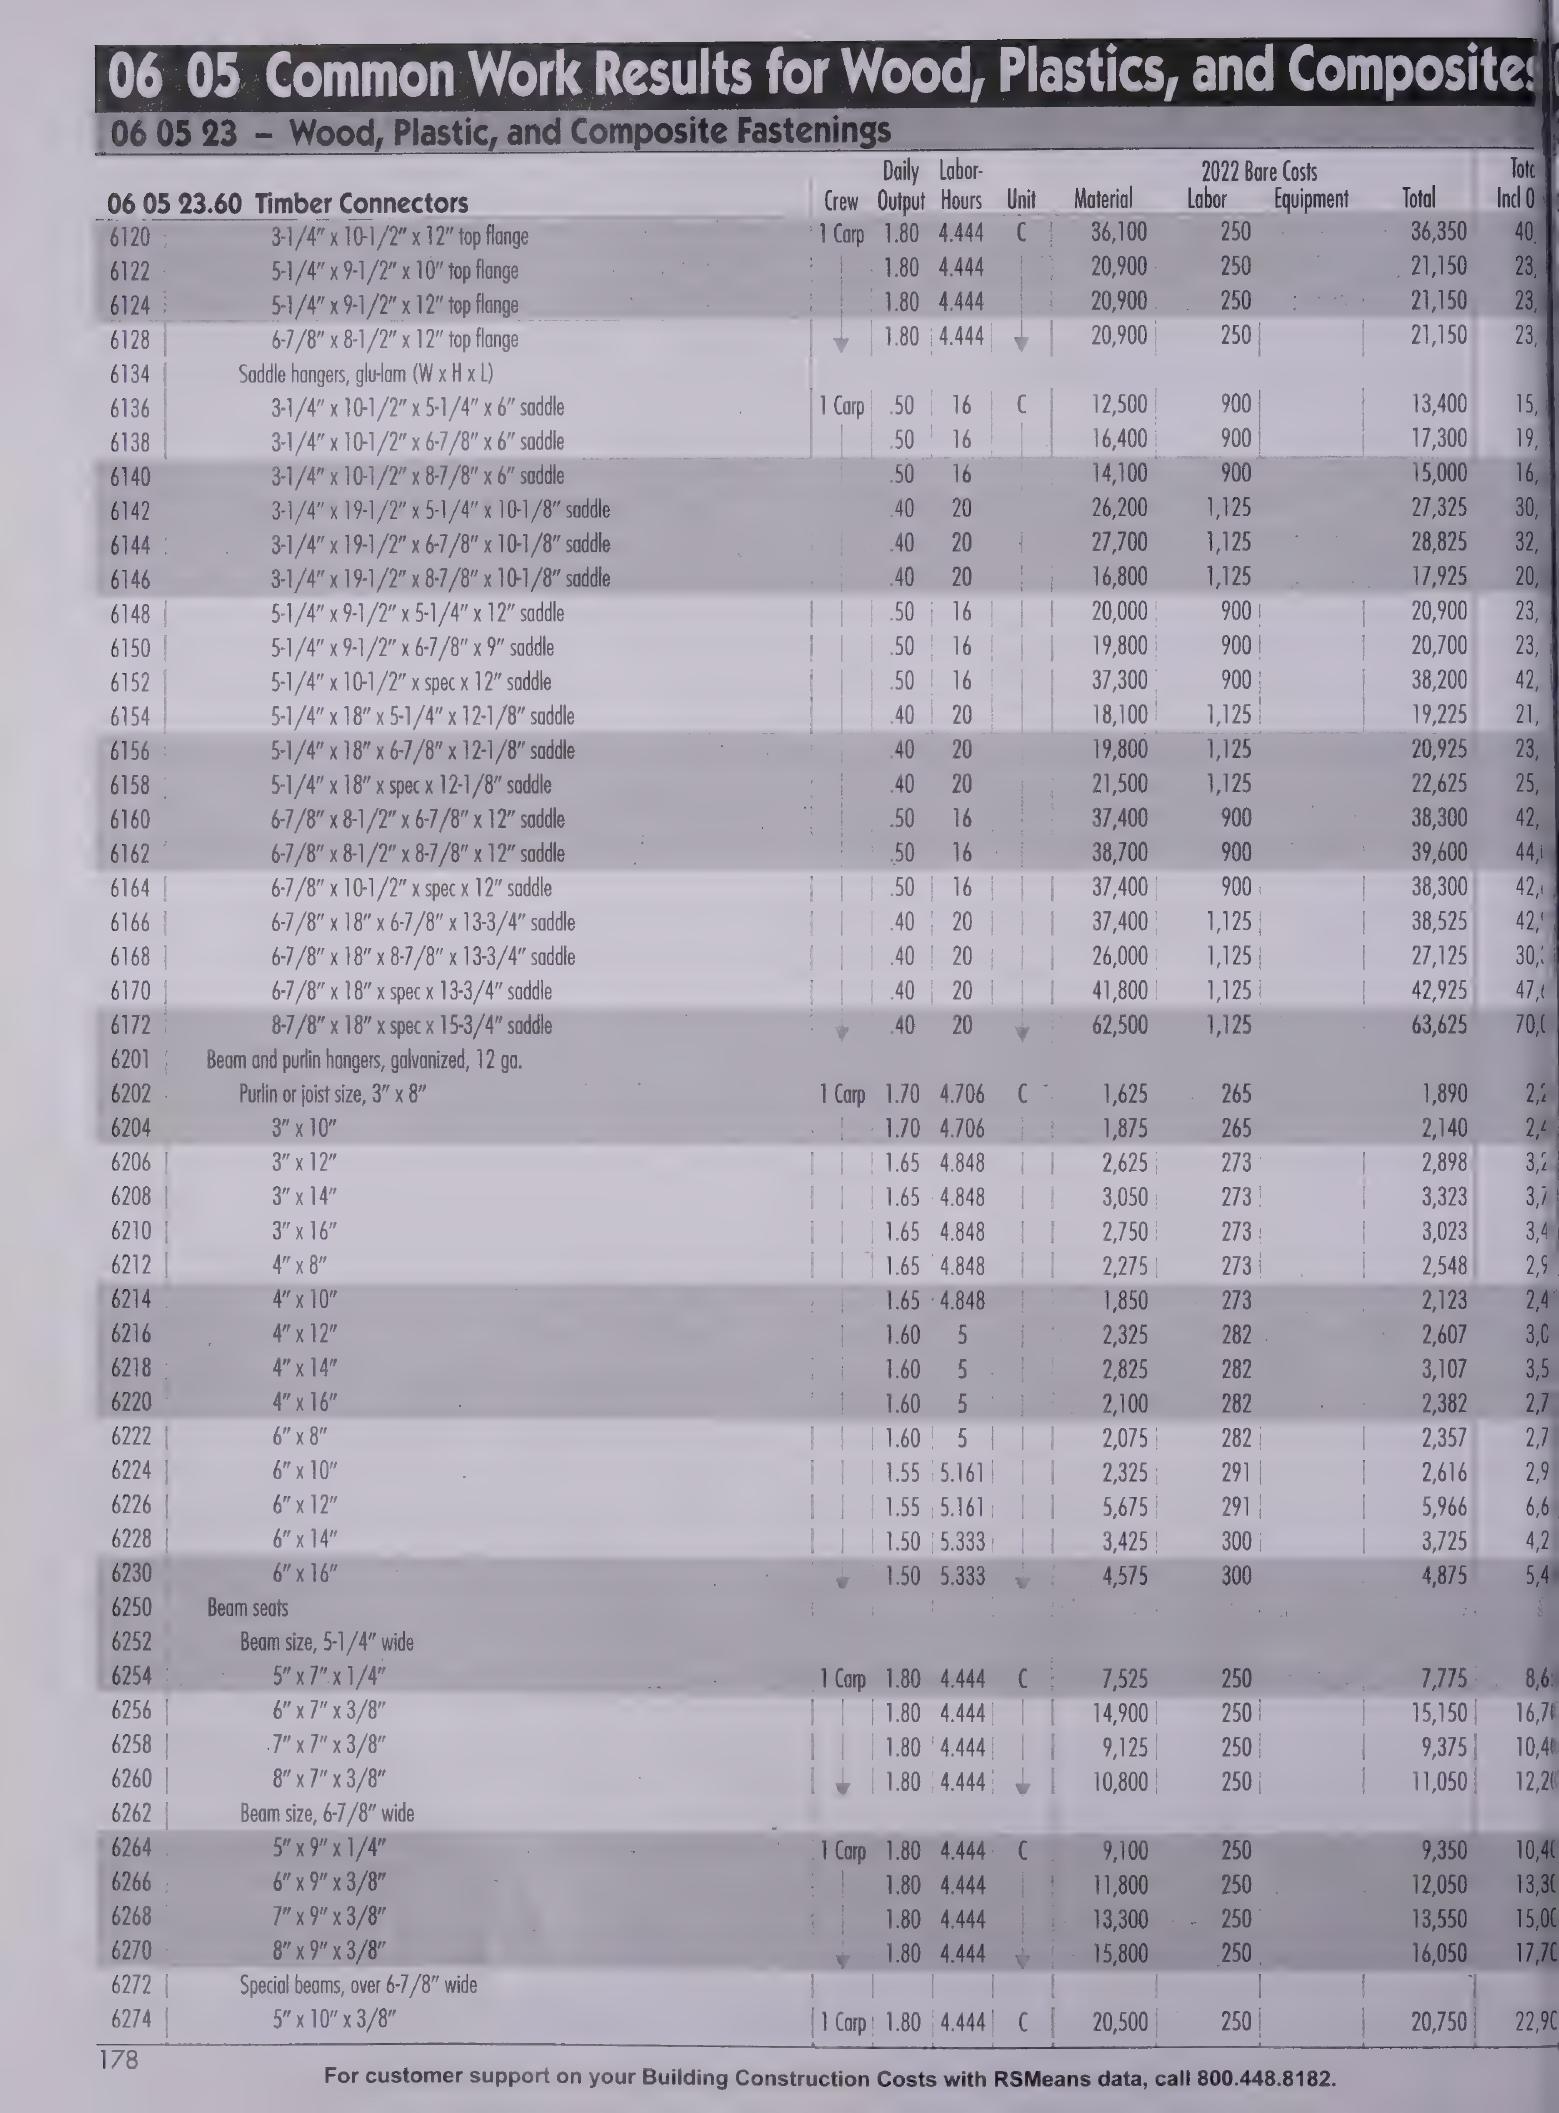 06 05 Common Work Results for Wood, Plastics, and Composites
06 05 23 – Wood, Plastic, and Composite Fastenings
Daily Labor- 2022 Bare Costs
06 05 23.60 Timber Connectors Crew Output Hours Unit Material Labor Equipment Total Incl O
6120 3-1/4" x 10-1/2" x 12" top flange 1 Carp 1.80 4.444 C 36,100 250 36,350 40,
6122 5-1/4" x 9-1/2" x 10" top flange 1.80 4.444 20,900 250 21,150 23,
6124 5-1/4" x 9-1/2" x 12" top flange 1.80 4.444 20,900 250 21,150 23,
6128 6-7/8" x 8-1/2" x 12" top flange 1.80 4.444 20,900 250 21,150 23,
6134 Saddle hangers, glu-lam (W x H x L)
6136 3-1/4" x 10-1/2" x 5-1/4" x 6" saddle 1 Carp .50 16 C 12,500 900 13,400 15,
6138 3-1/4" x 10-1/2" x 6-7/8" x 6" saddle .50 16 16,400 900 17,300 19,
6140 3-1/4" x 10-1/2" x 8-7/8" x 6" saddle .50 16 14,100 900 15,000 16,
6142 3-1/4" x 19-1/2" x 5-1/4" x 10-1/8" saddle .40 20 26,200 1,125 27,325 30,
6144 3-1/4" x 19-1/2" x 6-7/8" x 10-1/8" saddle .40 20 27,700 1,125 28,825 32,
6146 3-1/4" x 19-1/2" x 8-7/8" x 10-1/8" saddle .40 20 16,800 1,125 17,925 20,
6148 5-1/4" x 9-1/2" x 5-1/4" x 12" saddle .50 16 20,000 900 20,900 23,
6150 5-1/4" x 9-1/2" x 6-7/8" x 9" saddle .50 16 19,800 900 20,700 23,
6152 5-1/4" x 10-1/2" x spec x 12" saddle .50 16 37,300 900 38,200 42,
6154 5-1/4" x 18" x 5-1/4" x 12-1/8" saddle .40 20 18,100 1,125 19,225 21,
6156 5-1/4" x 18" x 6-7/8" x 12-1/8" saddle .40 20 19,800 1,125 20,925 23,
6158 5-1/4" x 18" x spec x 12-1/8" saddle .40 20 21,500 1,125 22,625 25,
6160 6-7/8" x 8-1/2" x 6-7/8" x 12" saddle .50 16 37,400 900 38,300 42,
6162 6-7/8" x 8-1/2" x 8-7/8" x 12" saddle .50 16 38,700 900 39,600 44,
6164 6-7/8" x 10-1/2" x spec x 12" saddle .50 16 37,400 900 38,300 42,
6166 6-7/8" x 18" x 6-7/8" x 13-3/4" saddle .40 20 37,400 1,125 38,525 42,
6168 6-7/8" x 18" x 8-7/8" x 13-3/4" saddle .40 20 26,000 1,125 27,125 30,
6170 6-7/8" x 18" x spec x 13-3/4" saddle .40 20 41,800 1,125 42,925 47,
6172 8-7/8" x 18" x spec x 15-3/4" saddle .40 20 62,500 1,125 63,625 70,
6201 Beam and purlin hangers, galvanized, 12 ga.
6202 Purlin or joist size, 3" x 8" 1 Carp 1.70 4.706 C 1,625 265 1,890 2,
6204 3" x 10" 1.70 4.706 1,875 265 2,140 2,
6206 3" x 12" 1.65 4.848 2,625 273 2,898 3,
6208 3" x 14" 1.65 4.848 3,050 273 3,323 3,
6210 3" x 16" 1.65 4.848 2,750 273 3,023 3,4
6212 4" x 8" 1.65 4.848 2,275 273 2,548 2,9
6214 4" x 10" 1.65 4.848 1,850 273 2,123 2,4
6216 4" x 12" 1.60 5 2,325 282 2,607 3,0
6218 4" x 14" 1.60 5 2,825 282 3,107 3,5
6220 4" x 16" 1.60 5 2,100 282 2,382 2,7
6222 6" x 8" 1.60 5 2,075 282 2,357 2,7
6224 6" x 10" 1.55 5.161 2,325 291 2,616 2,9
6226 6" x 12" 1.55 5.161 5,675 291 5,966 6,6
6228 6" x 14" 1.50 5.333 3,425 300 3,725 4,2
6230 6" x 16" 1.50 5.333 4,575 300 4,875 5,4
6250 Beam seats
6252 Beam size, 5-1/4" wide
6254 5" x 7" x 1/4" 1 Carp 1.80 4.444 C 7,525 250 7,775 8,6
6256 6" x 7" x 3/8" 1.80 4.444 14,900 250 15,150 16,7
6258 7" x 7" x 3/8" 1.80 4.444 9,125 250 9,375 10,4
6260 8" x 7" x 3/8" 1.80 4.444 10,800 250 11,050 12,2
6262 Beam size, 6-7/8" wide
6264 5" x 9" x 1/4" 1 Carp 1.80 4.444 C 9,100 250 9,350 10,40
6266 6" x 9" x 3/8" 1.80 4.444 11,800 250 12,050 13,30
6268 7" x 9" x 3/8" 1.80 4.444 13,300 250 13,550 15,00
6270 8" x 9" x 3/8" 1.80 4.444 15,800 250 16,050 17,70
6272 Special beams, over 6-7/8" wide
6274 5" x 10" x 3/8" 1 Carp 1.80 4.444 C 20,500 250 20,750 22,90
178
For customer support on your Building Construction Costs with RSMeans data, call 800.448.8182.